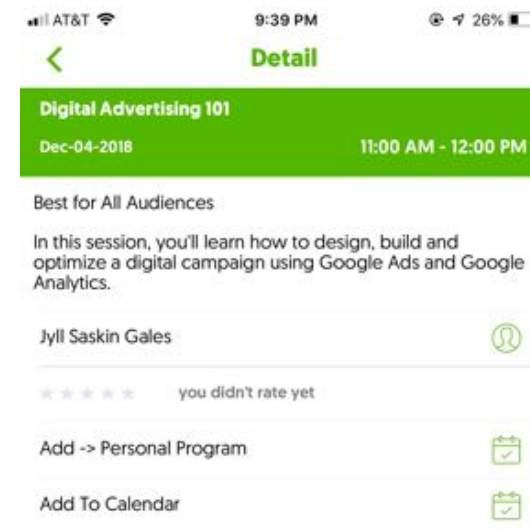 AT&T 9:39 PM 26%
Detail
Digital Advertising 101
Dec-04-2018 11:00 AM - 12:00 PM
Best for All Audiences
In this session, you'll learn how to design, build and
optimize a digital campaign using Google Ads and Google
Analytics.
Jyll Saskin Gales
you didn't rate yet
Add -> Personal Program
Add To Calendar